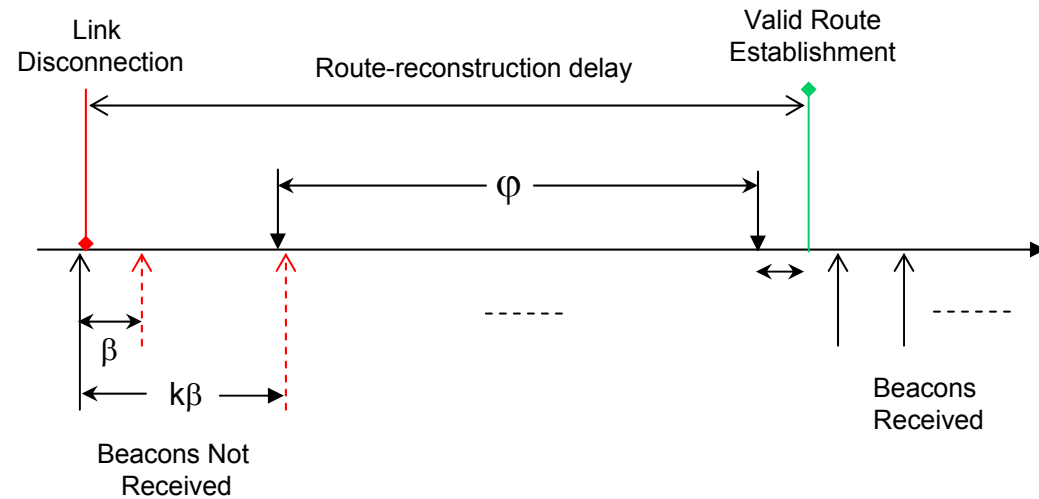 Link
Disconnection
Route-reconstruction delay
Valid Route
Establishment
φ
β
kβ
Beacons Not
Received
Beacons
Received